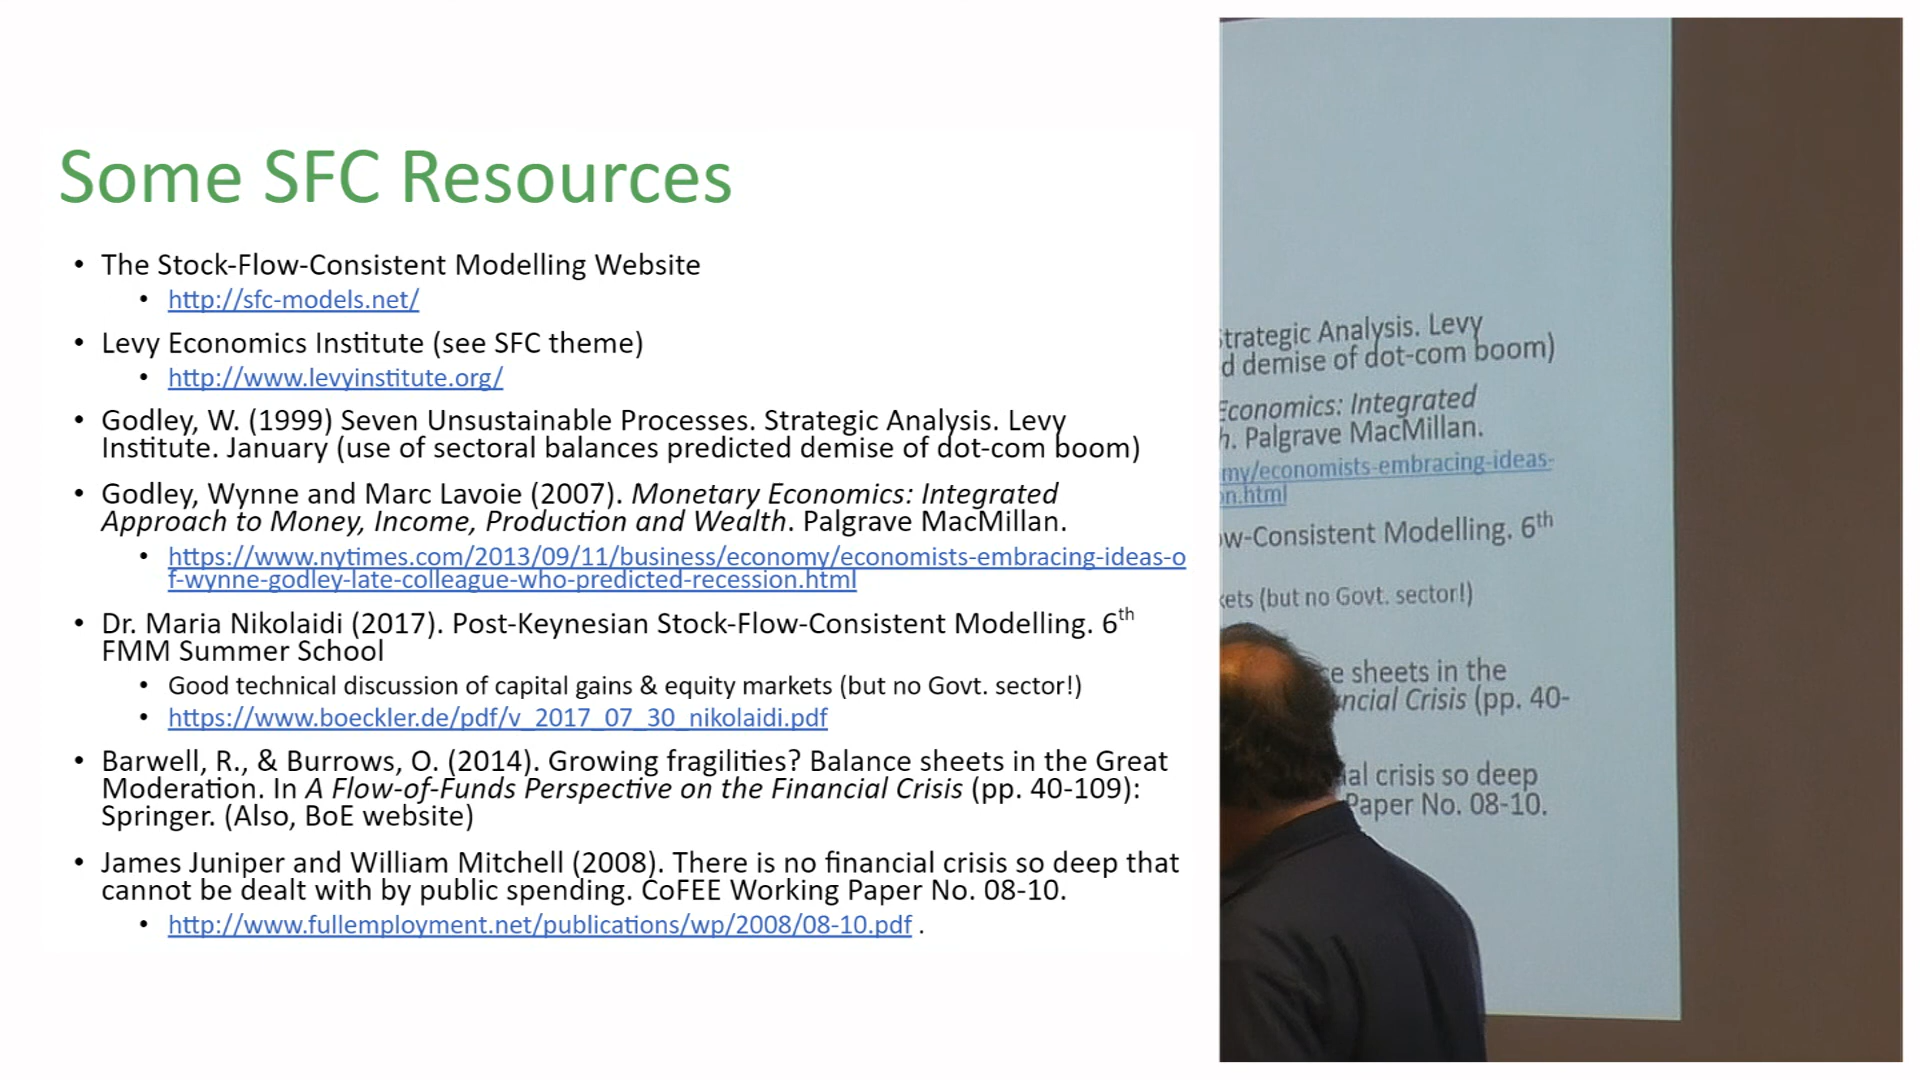 Some SFC Resources
• The Stock-Flow-Consistent Modelling Website
• http://sfc-models.net/
• Levy Economics Institute (see SFC theme)
• http://www.levyinstitute.org/
• Godley, W. (1999) Seven Unsustainable Processes. Strategic Analysis. Levy
Institute. January (use of sectoral balances predicted demise of dot-com boom)
• Godley, Wynne and Marc Lavoie (2007). Monetary Economics: Integrated
Approach to Money, Income, Production and Wealth. Palgrave MacMillan.
• https://www.nytimes.com/2013/09/11/business/economy/economists-embracing-ideas-o
f-wynne-godley-late-colleague-who-predicted-recession.html
• Dr. Maria Nikolaidi (2017). Post-Keynesian Stock-Flow-Consistent Modelling. 6th
FMM Summer School
• Good technical discussion of capital gains & equity markets (but no Govt. sector!)
• https://www.boeckler.de/pdf/v_2017_07_30_nikolaidi.pdf
• Barwell, R., & Burrows, O. (2014). Growing fragilities? Balance sheets in the Great
Moderation. In A Flow-of-Funds Perspective on the Financial Crisis (pp. 40-109):
Springer. (Also, BoE website)
• James Juniper and William Mitchell (2008). There is no financial crisis so deep that
cannot be dealt with by public spending. CoFEE Working Paper No. 08-10.
• http://www.fullemployment.net/publications/wp/2008/08-10.pdf .
trategic Analysis. Levy
d demise of dot-com boom)
Economics: Integrated
h. Palgrave MacMillan.
my/economists-embracing-ideas-
on.html
ow-Consistent Modelling. 6th
kets (but no Govt. sector!)
e sheets in the
ncial Crisis (pp. 40-
ial crisis so deep
Paper No. 08-10.